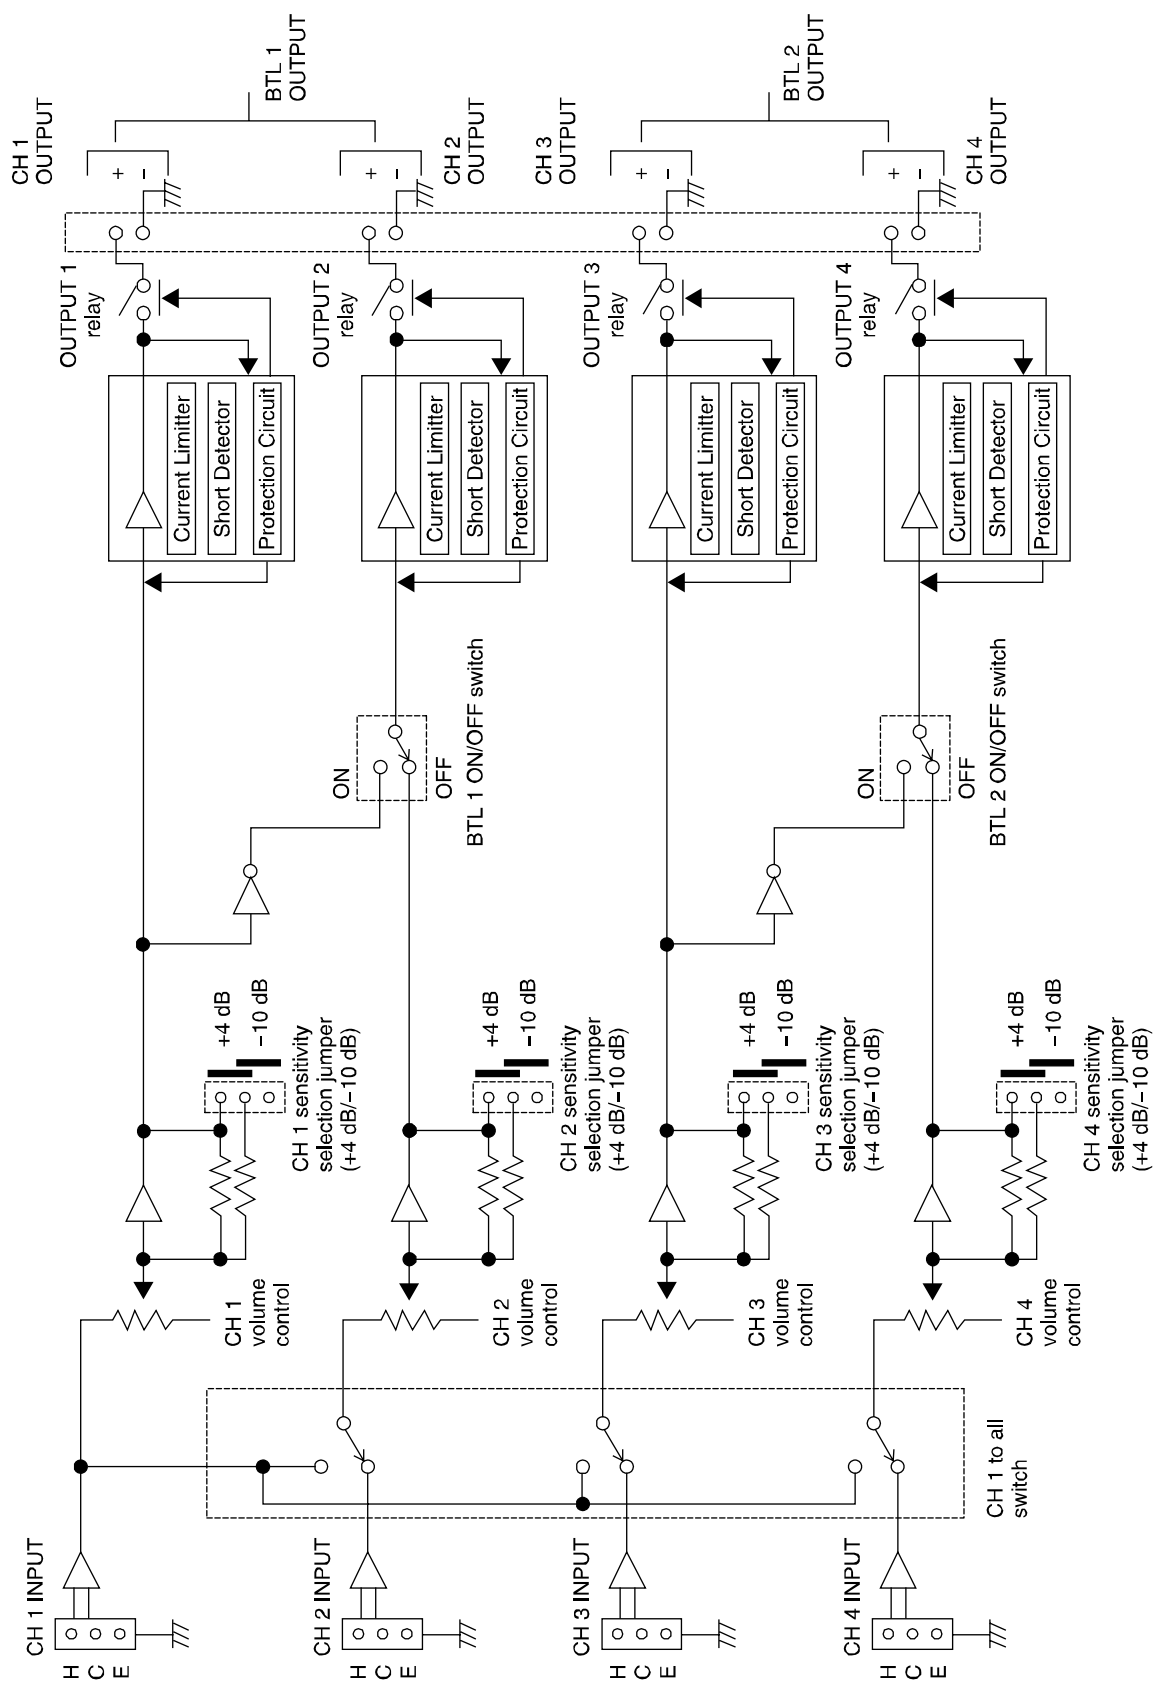 CH 1 INPUT
H
C
E
CH 1
volume
control
+4 dB
−10 dB
CH 1 sensitivity
selection jumper
(+4 dB/−10 dB)
Current Limitter
Short Detector
Protection Circuit
OUTPUT 1
relay
CH 1
OUTPUT
+
-
BTL 1
OUTPUT
CH 2 INPUT
H
C
E
CH 2
volume
control
+4 dB
−10 dB
CH 2 sensitivity
selection jumper
(+4 dB/−10 dB)
ON
OFF
BTL 1 ON/OFF switch
Current Limitter
Short Detector
Protection Circuit
OUTPUT 2
relay
+
-
CH 2
OUTPUT
CH 3 INPUT
H
C
E
CH 3
volume
control
+4 dB
−10 dB
CH 3 sensitivity
selection jumper
(+4 dB/−10 dB)
Current Limitter
Short Detector
Protection Circuit
OUTPUT 3
relay
CH 3
OUTPUT
+
-
BTL 2
OUTPUT
CH 4 INPUT
H
C
E
CH 1 to all
switch
CH 4
volume
control
+4 dB
−10 dB
CH 4 sensitivity
selection jumper
(+4 dB/−10 dB)
ON
OFF
BTL 2 ON/OFF switch
Current Limitter
Short Detector
Protection Circuit
OUTPUT 4
relay
+
-
CH 4
OUTPUT